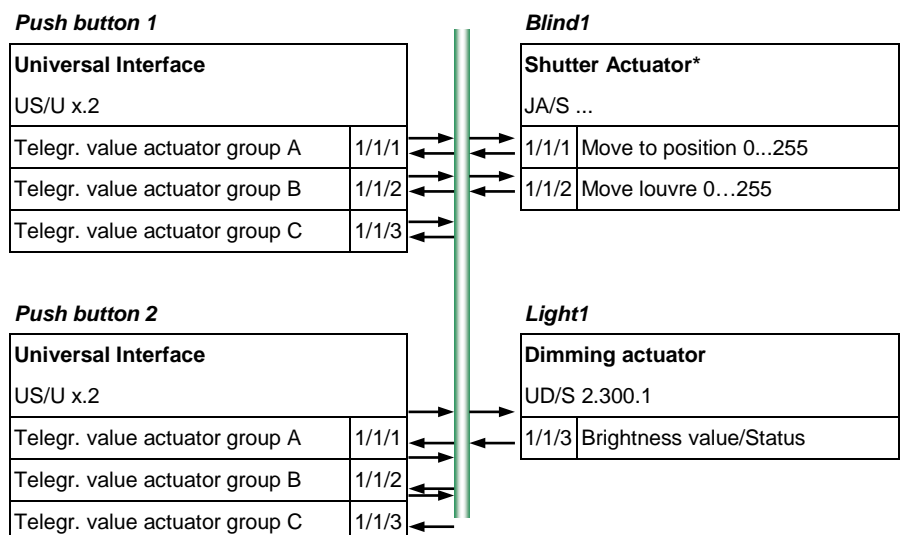 Push button 1
Universal Interface
US/U x.2
Telegr. value actuator group A 1/1/1
Telegr. value actuator group B 1/1/2
Telegr. value actuator group C 1/1/3
Blind1
Shutter Actuator*
JA/S ...
1/1/1 Move to position 0...255
1/1/2 Move louvre 0…255
Push button 2
Universal Interface
US/U x.2
Telegr. value actuator group A 1/1/1
Telegr. value actuator group B 1/1/2
Telegr. value actuator group C 1/1/3
Light1
Dimming actuator
UD/S 2.300.1
1/1/3 Brightness value/Status